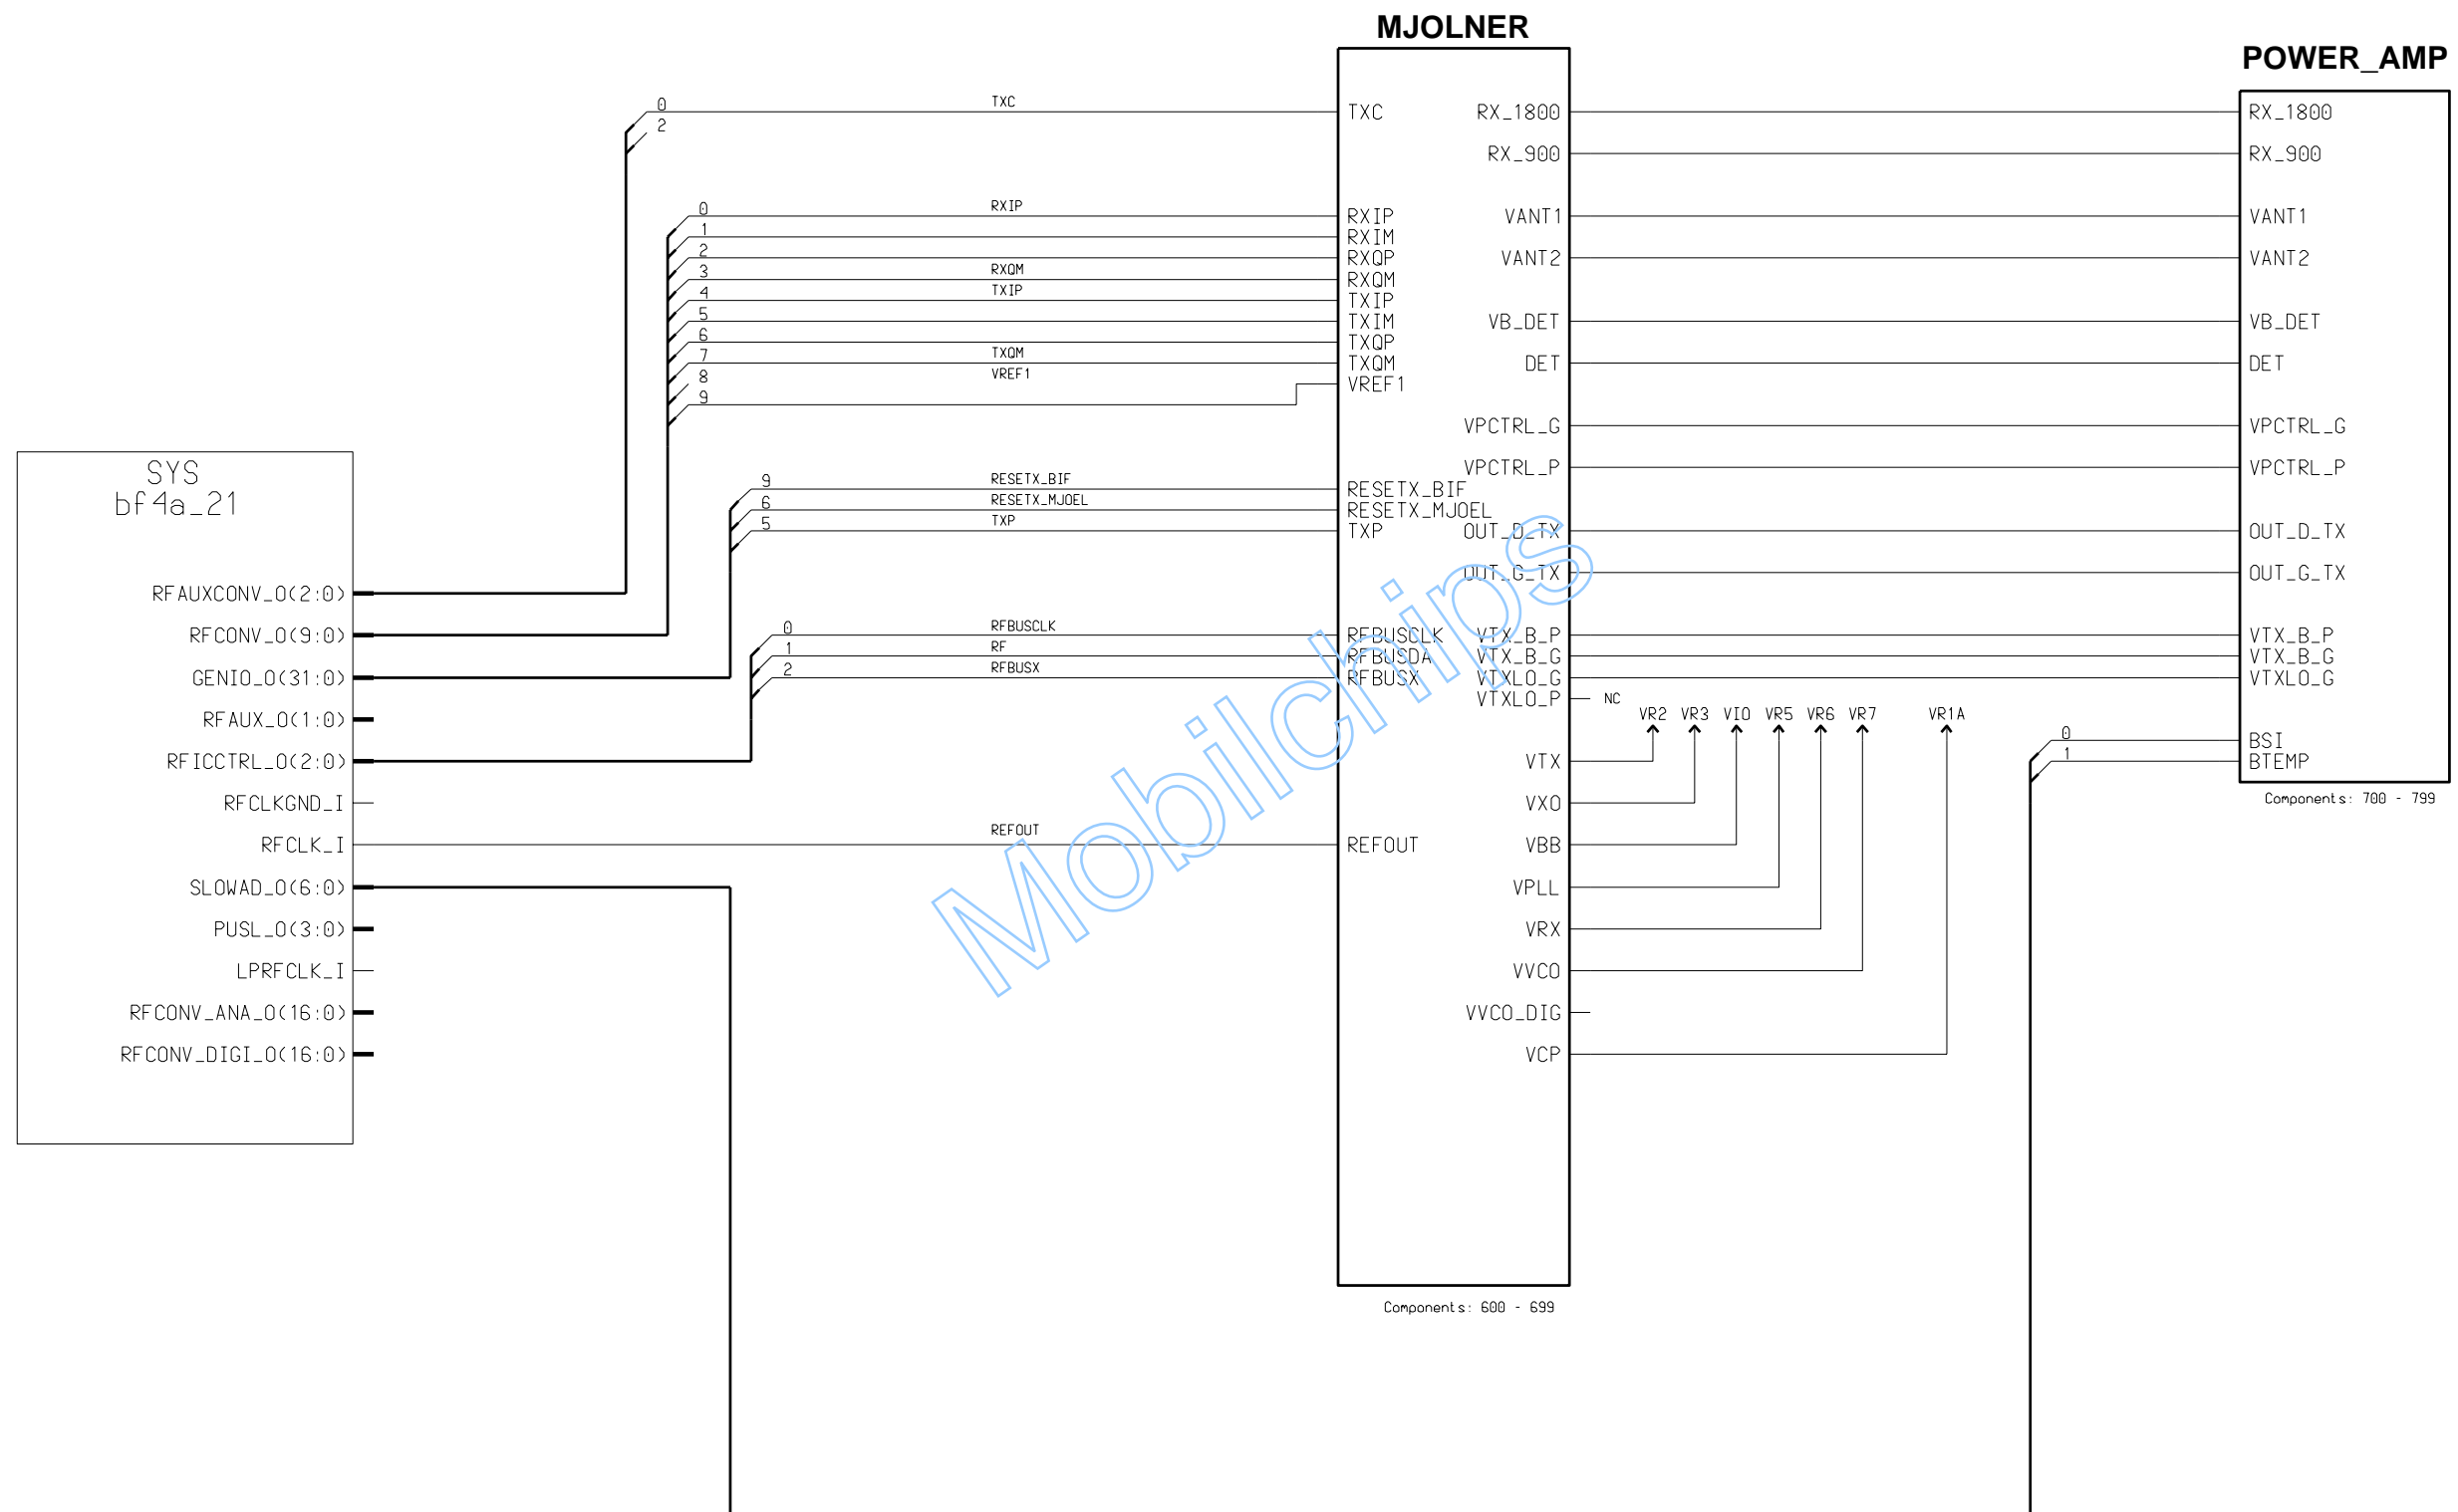 MJOLNER
POWER_AMP
0
TXC
TXC
RX_1800
RX_1800
2
RX_900
RX_900
0
RXIP
RXIP
VANT1
VANT1
1
RXIM
2
RXQP
VANT2
VANT2
3
RXQM
RXQM
4
TXIP
TXIP
5
TXIM
VB_DET
VB_DET
6
TXQP
7
TXQM
TXQM
DET
DET
8
VREF1
VREF1
9
VPCTRL_G
VPCTRL_G
VPCTRL_P
VPCTRL_P
SYS
bf4a_21
9
RESETX_BIF
RESETX_BIF
6
RESETX_MJOEL
RESETX_MJOEL
5
TXP
TXP
OUT_D_TX
OUT_D_TX
OUT_G_TX
OUT_G_TX
RFAUXCONV_O(2:0)
RFCONV_O(9:0)
GENIO_O(31:0)
RFAUX_O(1:0)
RFICCTRL_O(2:0)
RFCLKGND_I
RFCLK_I
SLOWAD_O(6:0)
PUSL_O(3:0)
LPRFCLK_I
RFCONV_ANA_O(16:0)
RFCONV_DIGI_O(16:0)
0
RFBUSCLK
RFBUSCLK
VTX_B_P
VTX_B_P
1
RF
RFBUSDA
VTX_B_G
VTX_B_G
2
RFBUSX
RFBUSX
VTXLO_G
VTXLO_G
VTXLO_P
NC
VR2
VR3
VIO
VR5
VR6
VR7
VR1A
0
BSI
1
BTEMP
Components: 700 - 799
VTX
VXO
REFOUT
REFOUT
VBB
VPLL
VRX
VVCO
VVCO_DIG
VCP
Components: 600 - 699
Mobilchips